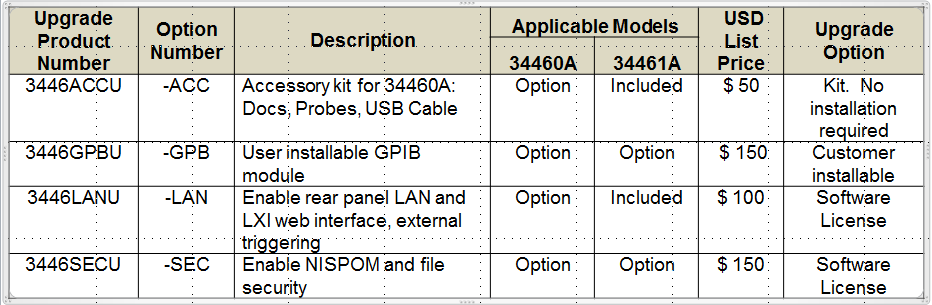 Upgrade Product Number Option Number Description Applicable Models USD List Price Upgrade Option
34460A 34461A
3446ACCU -ACC Accessory kit for 34460A: Option Included $ 50 Kit. No
Docs, Probes, USB Cable installation
required
3446GPBU -GPB User installable GPIB Option Option $ 150 Customer
module installable
3446LANU -LAN Enable rear panel LAN and Option Included $ 100 Software
LXI web interface, external License
triggering
3446SECU -SEC Enable NISPOM and file Option Option $ 150 Software
security License